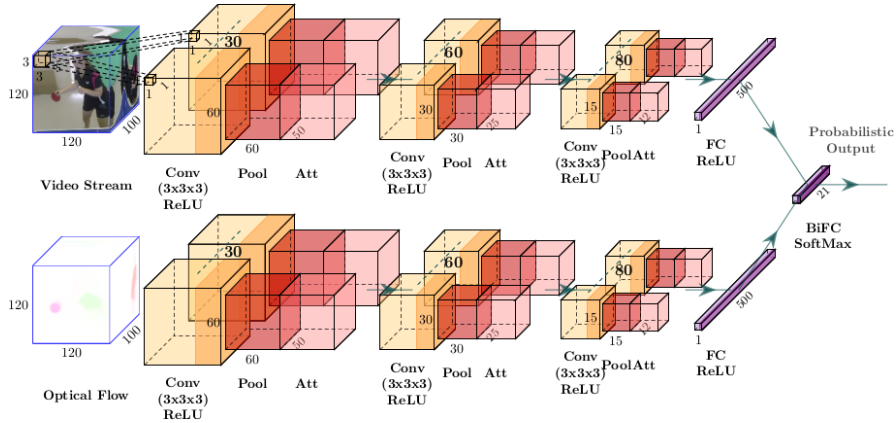 3
3
120
120
100
Video Stream
1
1
1
30
60
60
50
Conv
(3x3x3)
ReLU
Pool
Att
60
30
30
25
Conv
(3x3x3)
ReLU
Pool
Att
80
15
15
12
Conv
(3x3x3)
ReLU
Pool
Att
1
500
FC
ReLU
Probabilistic
Output
21
BiFC
SoftMax
120
120
100
Optical Flow
30
60
60
50
Conv
(3x3x3)
ReLU
Pool
Att
60
30
30
25
Conv
(3x3x3)
ReLU
Pool
Att
80
15
15
12
Conv
(3x3x3)
ReLU
Pool
Att
1
500
FC
ReLU